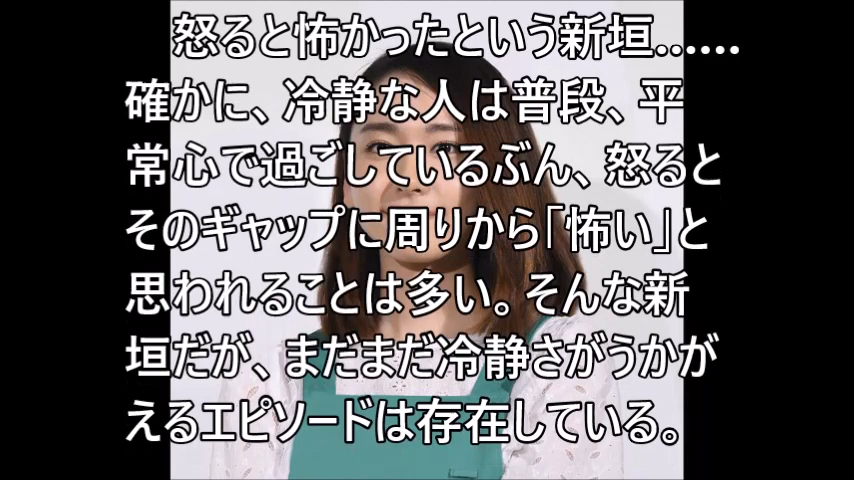 怒ると怖かったという新垣……
確かに、冷静な人は普段、平
常心で過ごしているぶん、怒ると
そのギャップに周りから「怖い」と
思われることは多い。そんな新
垣だが、まだまだ冷静さがうかが
えるエピソードは存在している。